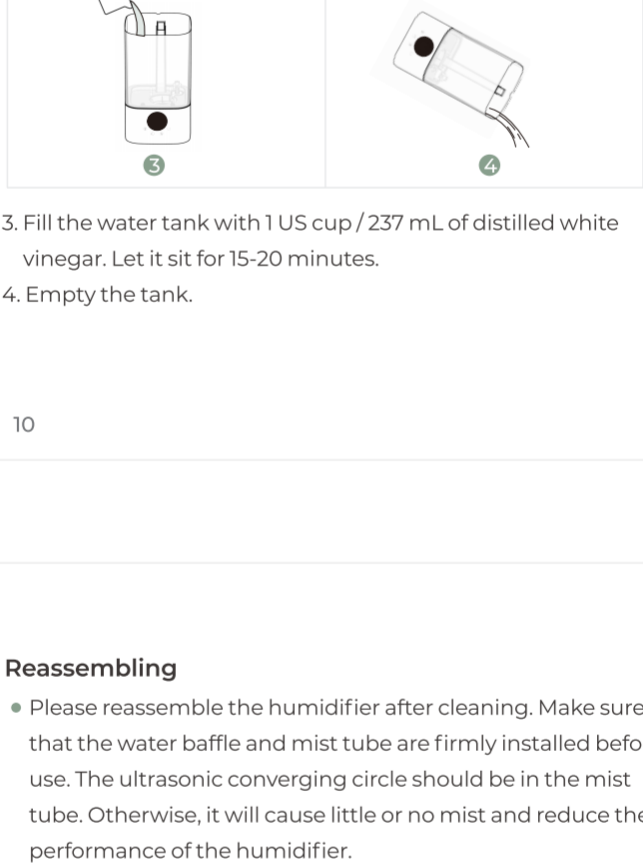 3
4
3. Fill the water tank with 1 US cup / 237 mL of distilled white
vinegar. Let it sit for 15-20 minutes.
4. Empty the tank.
10
Reassembling
• Please reassemble the humidifier after cleaning. Make sure
that the water baffle and mist tube are firmly installed befo
use. The ultrasonic converging circle should be in the mist
tube. Otherwise, it will cause little or no mist and reduce the
performance of the humidifier.